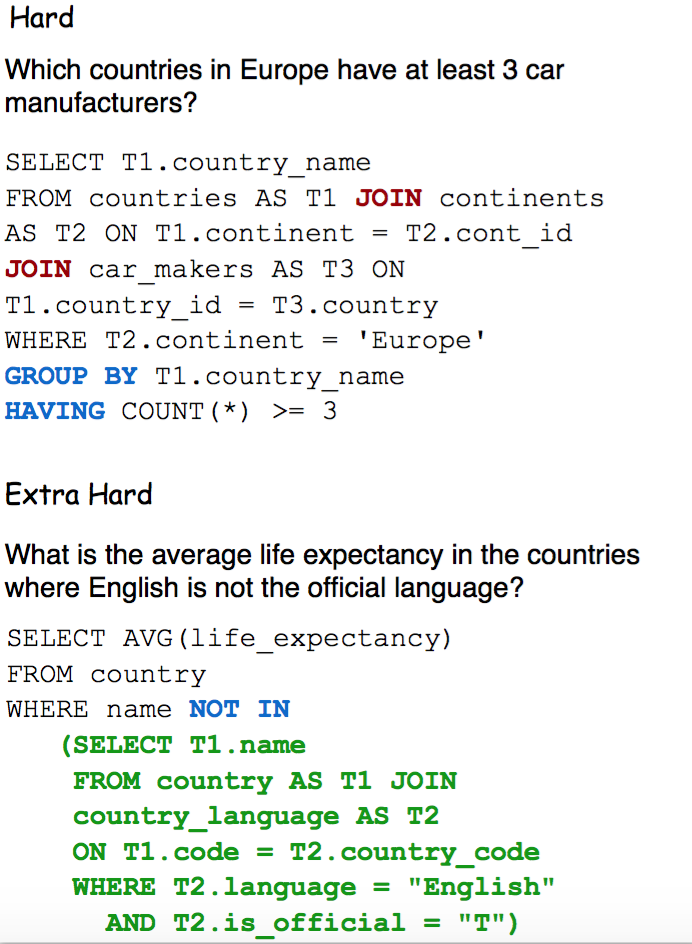 Hard
Which countries in Europe have at least 3 car
manufacturers?
SELECT T1.country_name
FROM countries AS T1 JOIN continents
AS T2 ON T1.continent = T2.cont_id
JOIN car_makers AS T3 ON
T1.country_id = T3.country
WHERE T2.continent = 'Europe'
GROUP BY T1.country_name
HAVING COUNT(*) >= 3
Extra Hard
What is the average life expectancy in the countries
where English is not the official language?
SELECT AVG(life_expectancy)
FROM country
WHERE name NOT IN
(SELECT T1.name
FROM country AS T1 JOIN
country_language AS T2
ON T1.code = T2.country_code
WHERE T2.language = "English"
AND T2.is_official = "T")